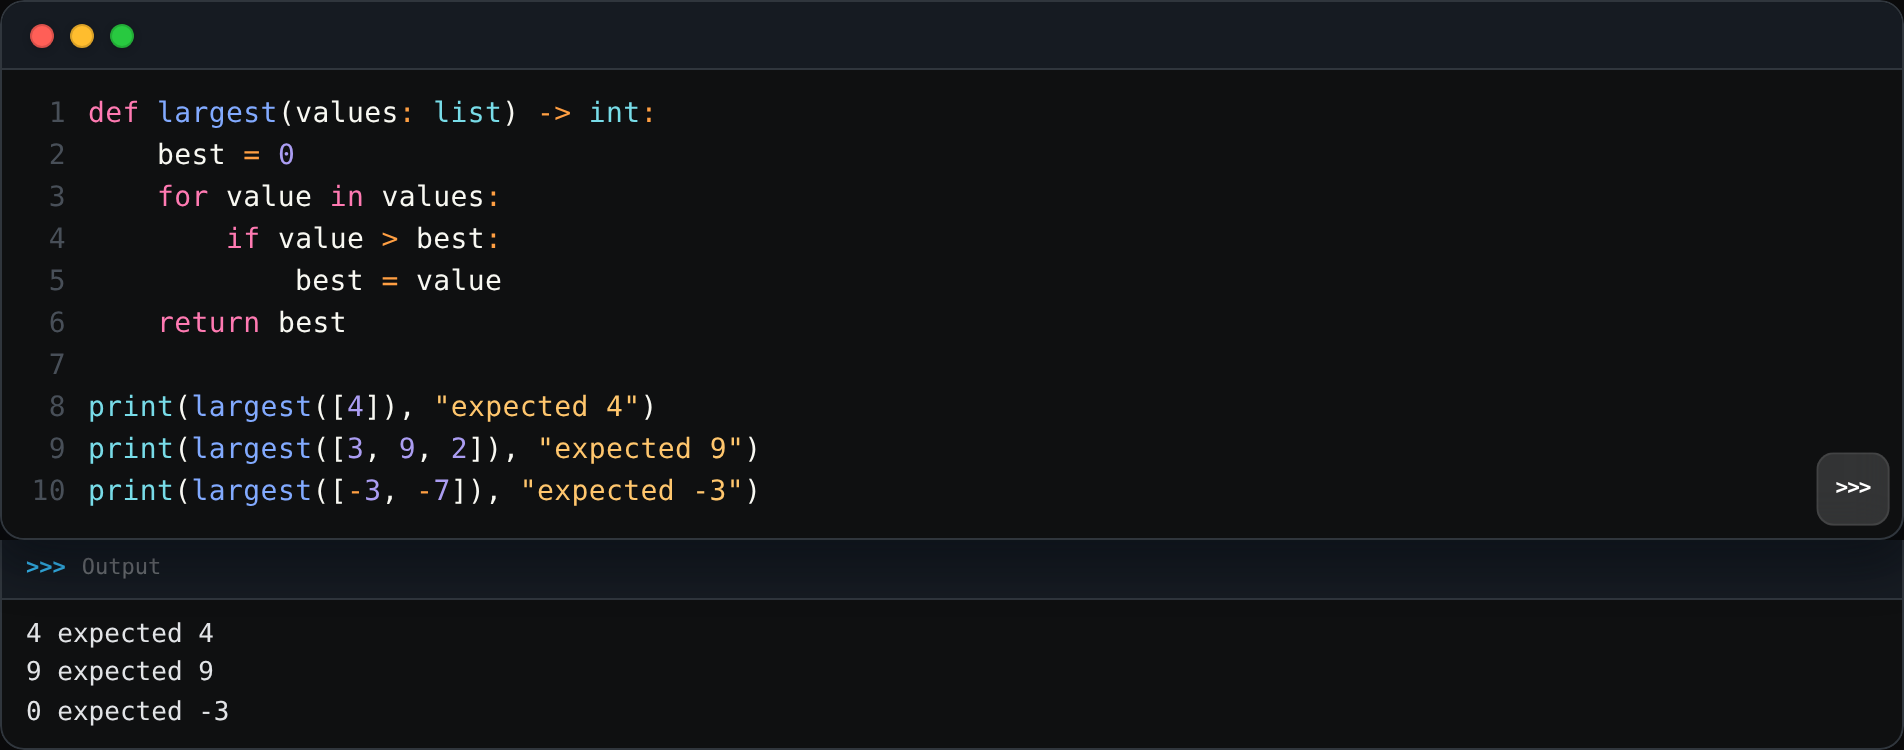 1 def largest(values: list) -> int:
2     best = 0
3     for value in values:
4         if value > best:
5             best = value
6     return best
7
8 print(largest([4]), "expected 4")
9 print(largest([3, 9, 2]), "expected 9")
10 print(largest([-3, -7]), "expected -3")
>>>
>>> Output
4 expected 4
9 expected 9
0 expected -3